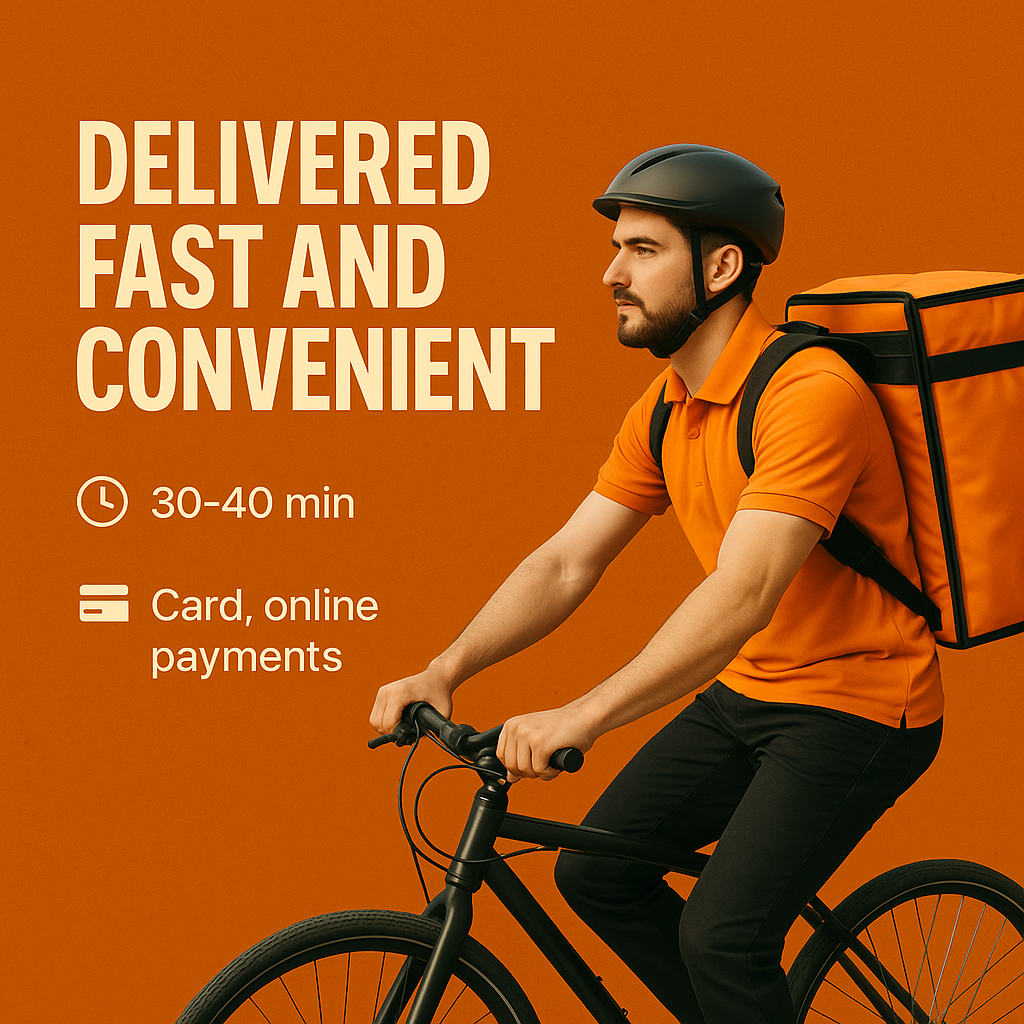 DELIVERED
FAST AND
CONVENIENT
30-40 min
Card, online
payments